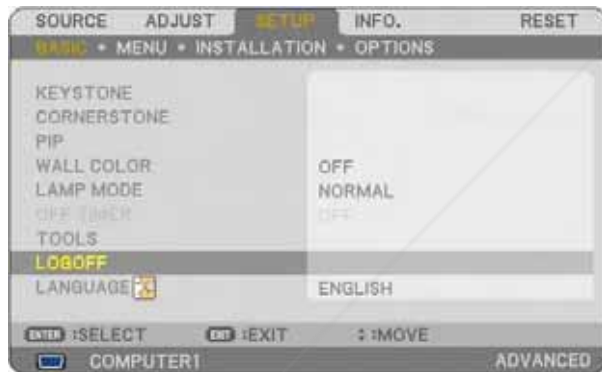 SOURCE ADJUST SETUP INFO. RESET
BASIC • MENU • INSTALLATION • OPTIONS
KEYSTONE
CORNERSTONE
PIP
WALL COLOR OFF
LAMP MODE NORMAL
OFF TIMER OFF
TOOLS
LOGOFF
LANGUAGE ENGLISH
ENTER :SELECT EXIT :EXIT ↕ :MOVE
COMPUTER1 ADVANCED